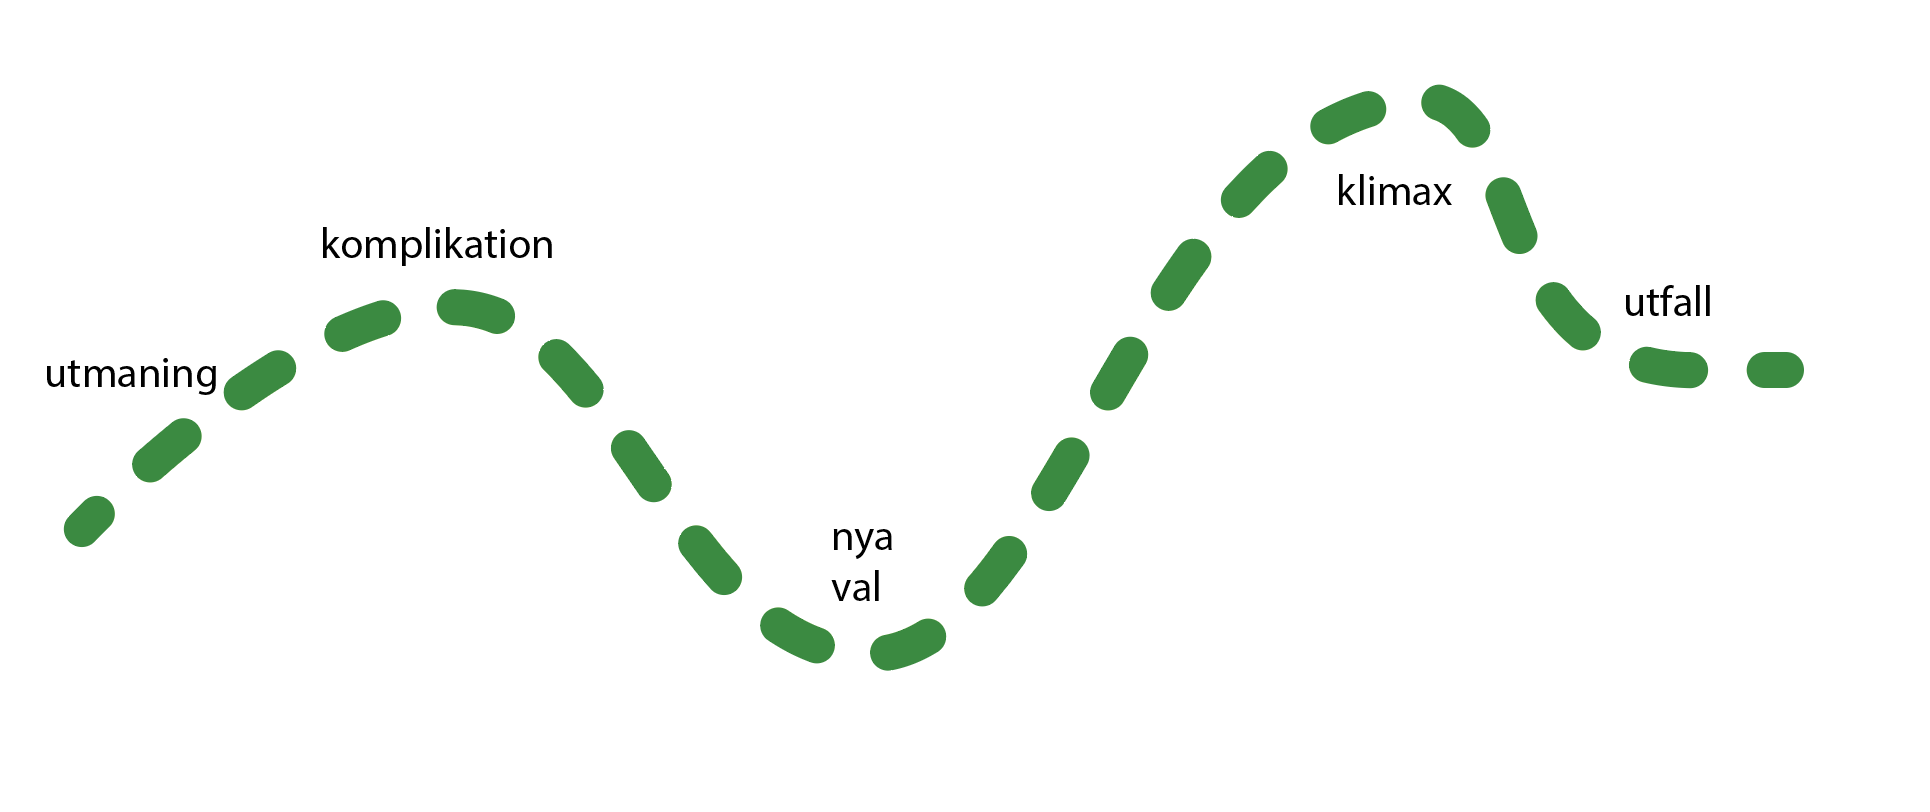 utmaning
komplikation
nya
val
klimax
utfall